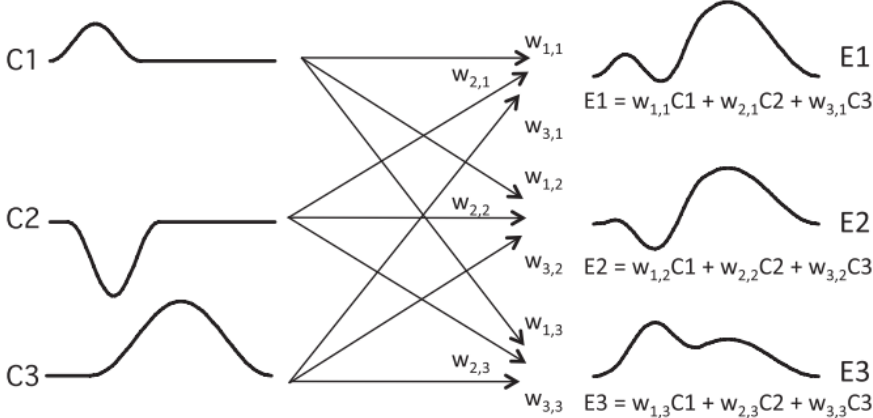 C1
w₁,₁
w₂,₁
E1
E1 = w₁,₁C1 + w₂,₁C2 + w₃,₁C3
w₃,₁
w₁,₂
C2
w₂,₂
E2
w₃,₂
E2 = w₁,₂C1 + w₂,₂C2 + w₃,₂C3
w₁,₃
C3
w₂,₃
E3
w₃,₃
E3 = w₁,₃C1 + w₂,₃C2 + w₃,₃C3